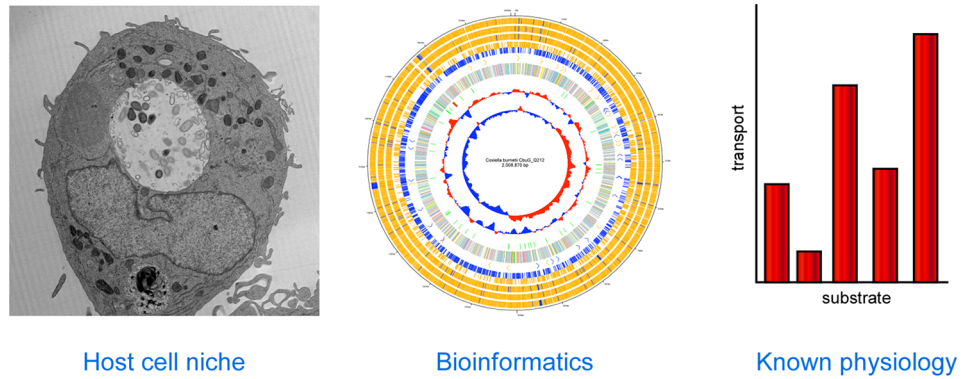 Coxiella burnetii CbuG_Q212
2,008,870 bp
transport
substrate
Host cell niche
Bioinformatics
Known physiology